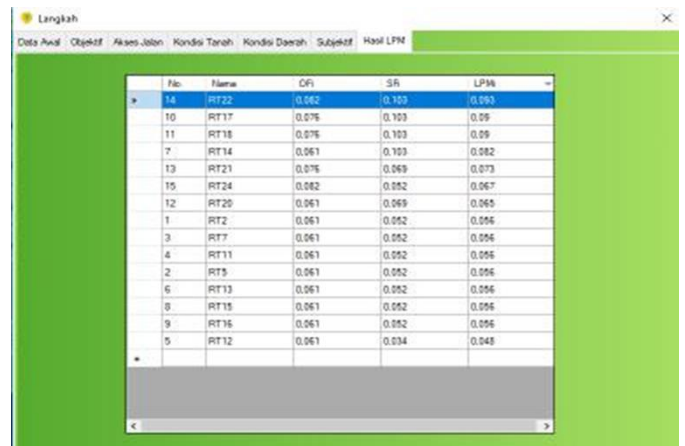 Langkah
Data Awal Objektif Akses Jalan Kondisi Tanah Kondisi Daerah Subjektif Hasil LPM
No Nama OFi SFi LPMi
14 RT22 0,082 0,103 0,093
10 RT17 0,076 0,103 0,09
11 RT18 0,076 0,103 0,09
7 RT14 0,061 0,103 0,082
13 RT21 0,076 0,069 0,073
15 RT24 0,082 0,052 0,067
12 RT20 0,061 0,069 0,065
1 RT2 0,061 0,052 0,056
3 RT7 0,061 0,052 0,056
4 RT11 0,061 0,052 0,056
2 RT5 0,061 0,052 0,056
6 RT13 0,061 0,052 0,056
8 RT15 0,061 0,052 0,056
9 RT16 0,061 0,052 0,056
5 RT12 0,061 0,034 0,048